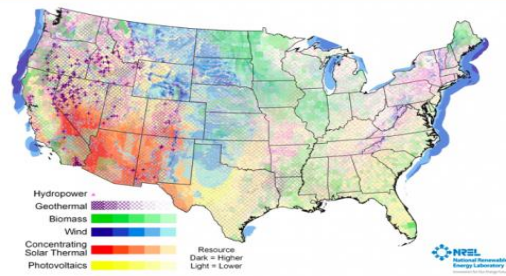 Hydropower
Geothermal
Biomass
Wind
Concentrating
Solar Thermal
Photovoltaics
Resource
Dark = Higher
Light = Lower
NREL
National Renewable
Energy Laboratory